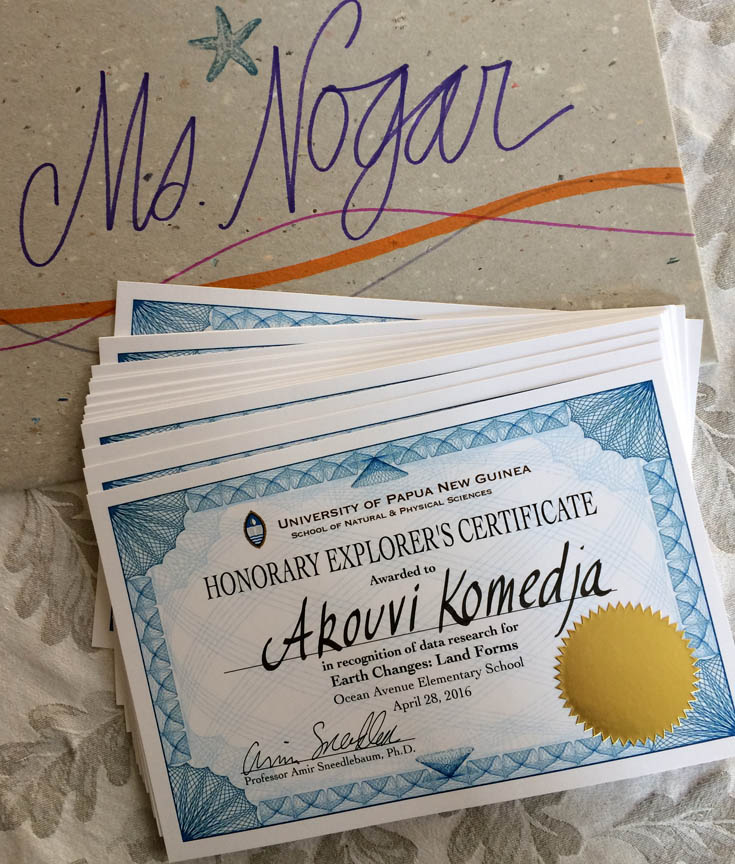 Ms. Nogar
UNIVERSITY OF PAPUA NEW GUINEA
SCHOOL OF NATURAL & PHYSICAL SCIENCES
HONORARY EXPLORER'S CERTIFICATE
Awarded to
Akouvi Komedja
in recognition of data research for
Earth Changes: Land Forms
Ocean Avenue Elementary School
April 28, 2016
Amir Sneedlebaum
Professor Amir Sneedlebaum, Ph.D.